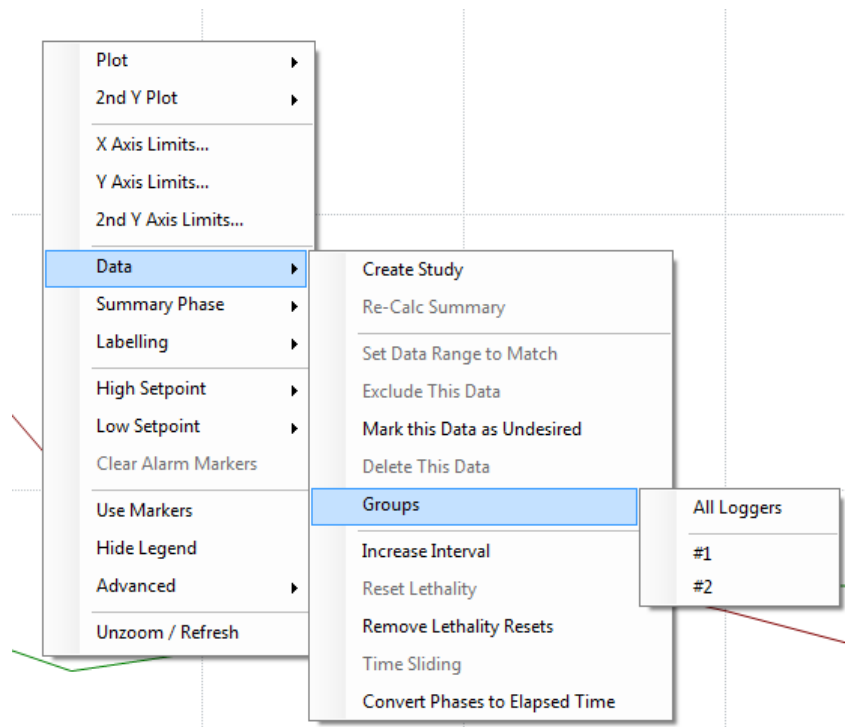 Plot
2nd Y Plot
X Axis Limits...
Y Axis Limits...
2nd Y Axis Limits...
Data
Summary Phase
Labelling
High Setpoint
Low Setpoint
Clear Alarm Markers
Use Markers
Hide Legend
Advanced
Unzoom / Refresh
Create Study
Re-Calc Summary
Set Data Range to Match
Exclude This Data
Mark this Data as Undesired
Delete This Data
Groups
Increase Interval
Reset Lethality
Remove Lethality Resets
Time Sliding
Convert Phases to Elapsed Time
All Loggers
#1
#2